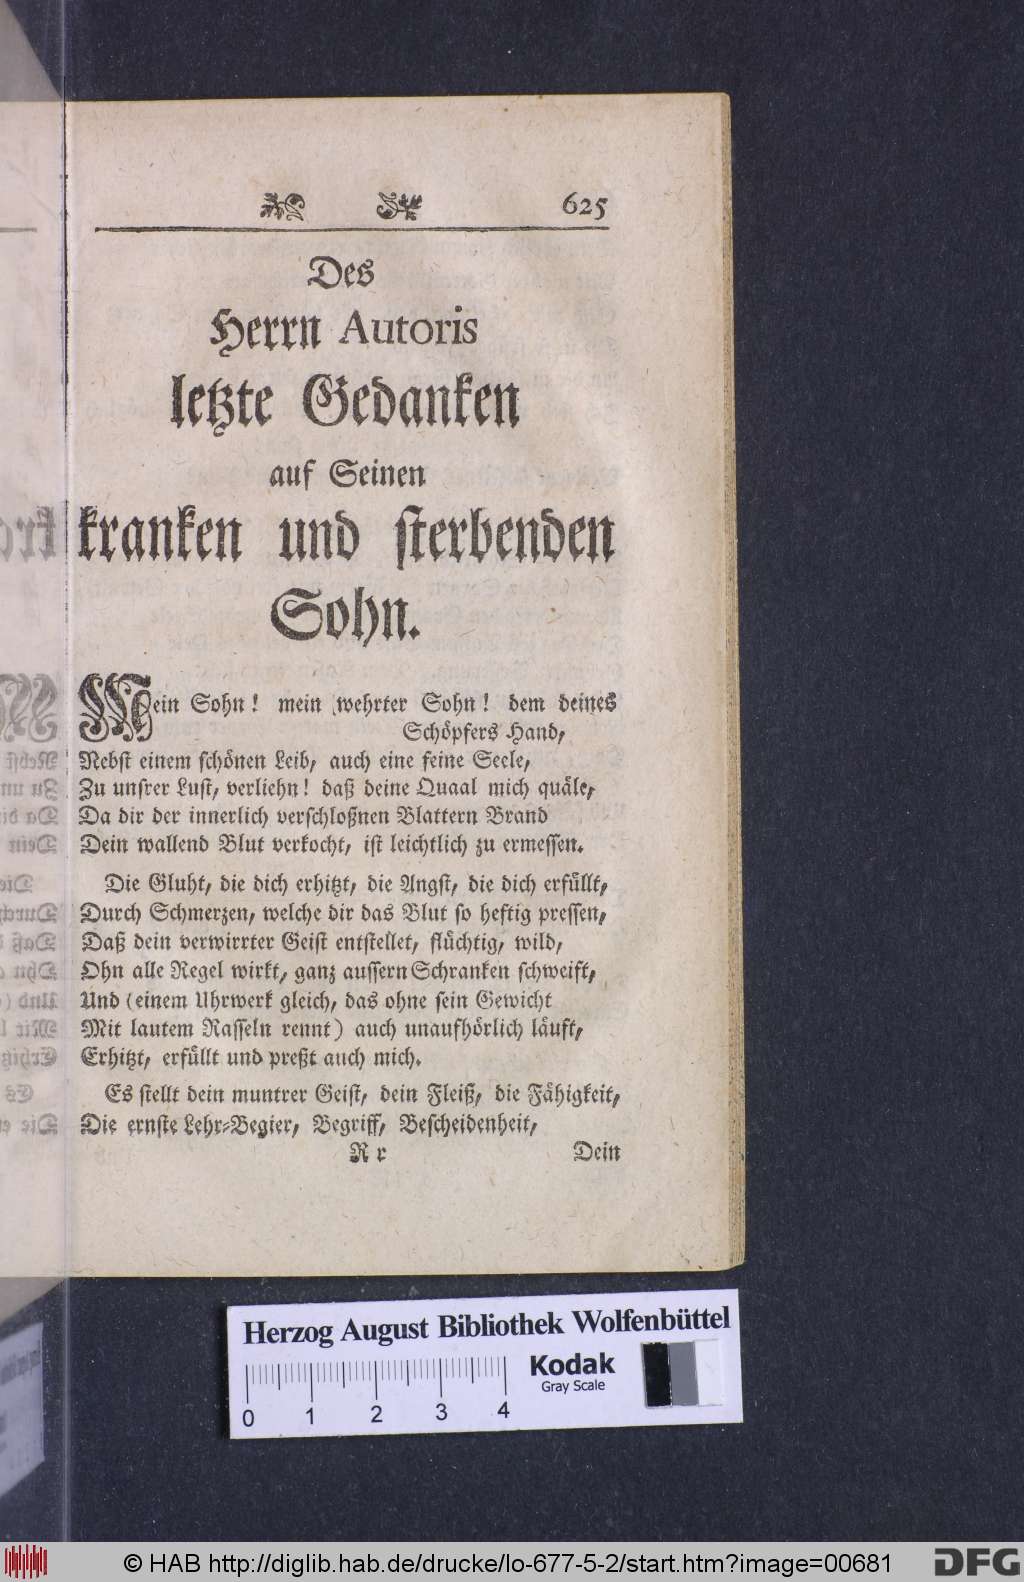 625
Des
Herrn Autoris
letzte Gedanken
auf Seinen
kranken und sterbenden
Sohn.
Mein Sohn! mein wehrter Sohn! dem deines
Schöpfers Hand,
Nebst einem schönen Leib, auch eine feine Seele,
Zu unsrer Lust, verliehn! daß deine Quaal mich quäle,
Da dir der innerlich verschloßnen Blattern Brand
Dein wallend Blut verkocht, ist leichtlich zu ermessen.
Die Gluht, die dich erhitzt, die Angst, die dich erfüllt,
Durch Schmerzen, welche dir das Blut so heftig pressen,
Daß dein verwirrter Geist entstellet, flüchtig, wild,
Ohn alle Regel wirkt, ganz aussern Schranken schweift,
Und (einem Uhrwerk gleich, das ohne sein Gewicht
Mit lautem Rasseln rennt) auch unaufhörlich läuft,
Erhitzt, erfüllt und preßt auch mich.
Es stellt dein muntrer Geist, dein Fleiß, die Fähigkeit,
Die ernste Lehr-Begier, Begriff, Bescheidenheit,
R r Dein
Herzog August Bibliothek Wolfenbüttel
Kodak
Gray Scale
0 1 2 3 4
© HAB http://diglib.hab.de/drucke/lo-677-5-2/start.htm?image=00681
DFG